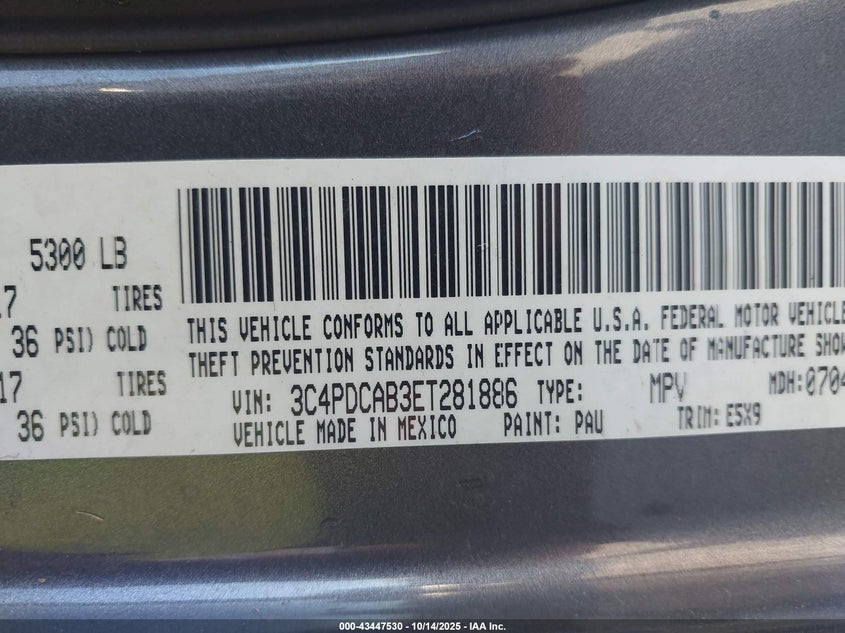 5300 LB
17 TIRES
36 PSI) COLD
17 TIRES
36 PSI) COLD
THIS VEHICLE CONFORMS TO ALL APPLICABLE U.S.A. FEDERAL MOTOR VEHICLE
THEFT PREVENTION STANDARDS IN EFFECT ON THE DATE OF MANUFACTURE SHOW
VIN: 3C4PDCAB3ET281886 TYPE: MPV MDH:0704
VEHICLE MADE IN MEXICO PAINT: PAU TRIM: E5X9
000-43447530 - 10/14/2025 - IAA Inc.